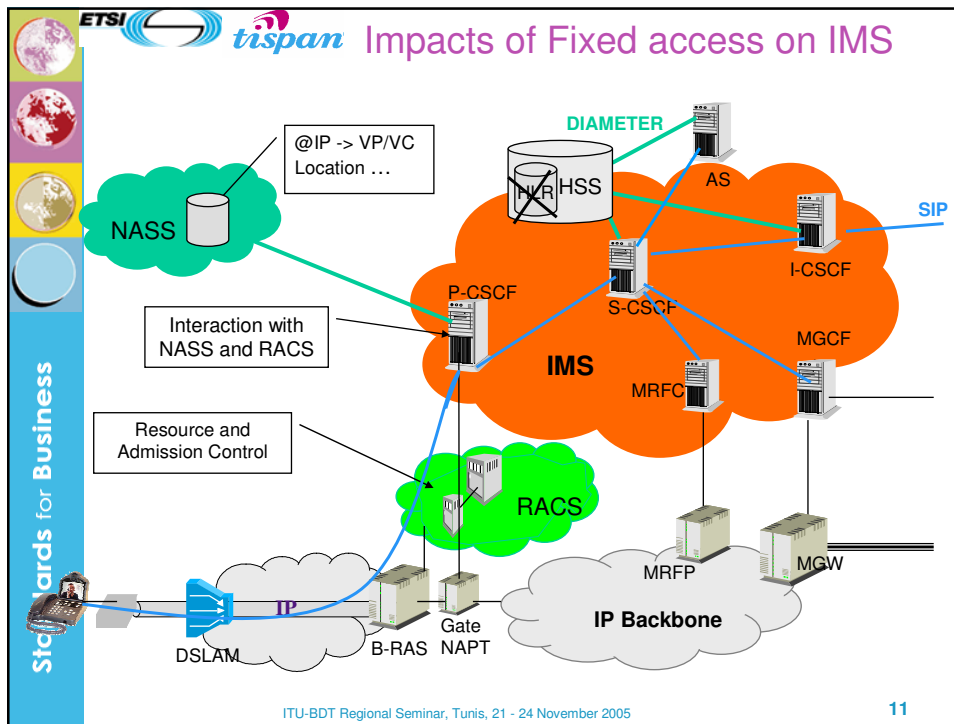 ETSI
tispan
Impacts of Fixed access on IMS
@IP -> VP/VC
Location …
DIAMETER
HLR
HSS
AS
SIP
NASS
I-CSCF
P-CSCF
S-CSCF
Interaction with
NASS and RACS
MGCF
IMS
MRFC
Resource and
Admission Control
RACS
MRFP
MGW
IP
Gate
NAPT
IP Backbone
DSLAM
B-RAS
Standards for Business
ITU-BDT Regional Seminar, Tunis, 21 - 24 November 2005
11